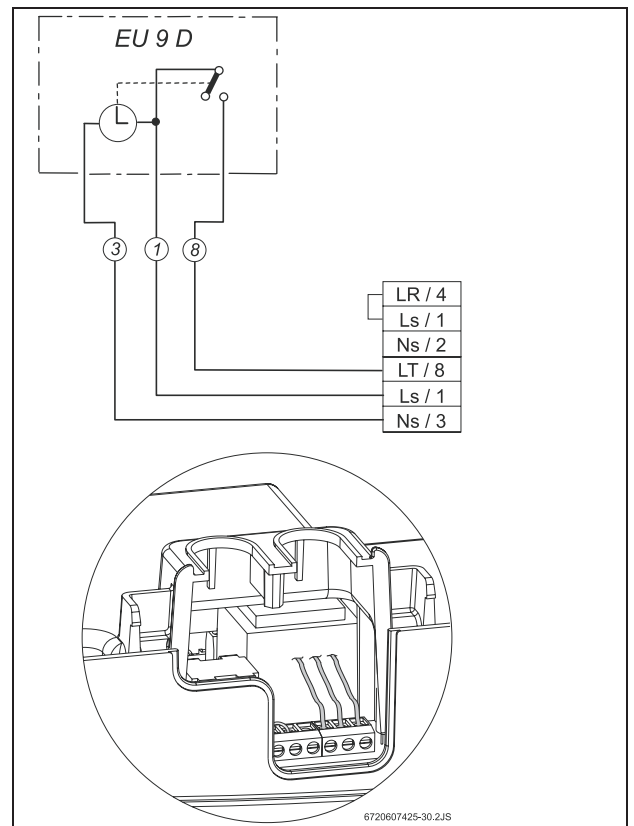 EU 9 D
3 1 8
LR / 4
Ls / 1
Ns / 2
LT / 8
Ls / 1
Ns / 3
6720607425-30.2JS